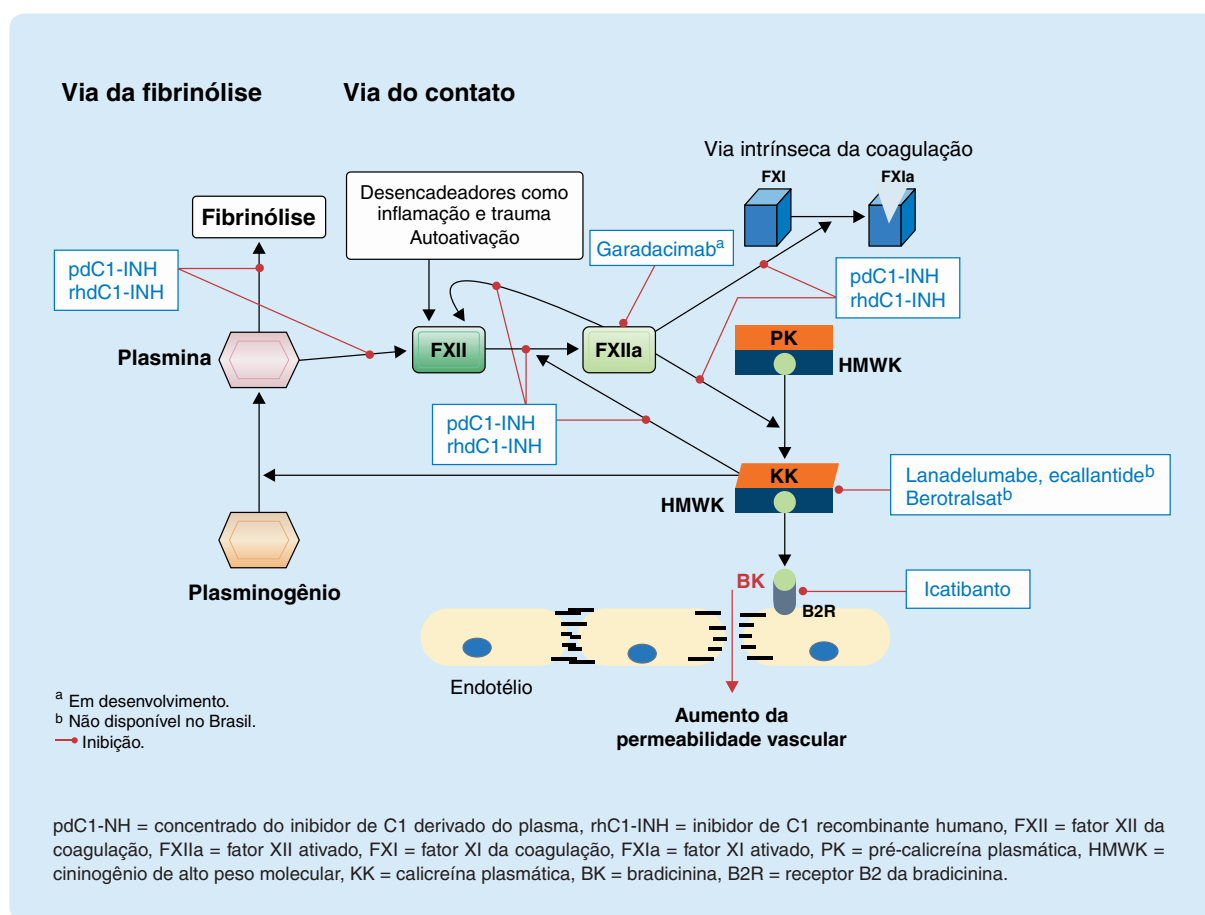 Via da fibrinólise
Via do contato
Via intrínseca da coagulação
FXI
FXIa
Desencadeadores como
inflamação e trauma
Autoativação
Fibrinólise
Garadacimabª
pdC1-INH
rhdC1-INH
pdC1-INH
rhdC1-INH
Plasmina
FXII
FXIIa
PK
HMWK
pdC1-INH
rhdC1-INH
KK
HMWK
Lanadelumabe, ecallantideb
Berotralsatb
Plasminogênio
BK
B2R
Icatibanto
Endotélio
Aumento da
permeabilidade vascular
a Em desenvolvimento.
b Não disponível no Brasil.
Inibição.
pdC1-NH = concentrado do inibidor de C1 derivado do plasma, rhC1-INH = inibidor de C1 recombinante humano, FXII = fator XII da
coagulação, FXIIa = fator XII ativado, FXI = fator XI da coagulação, FXIa = fator XI ativado, PK = pré-calicreína plasmática, HMWK =
cininogênio de alto peso molecular, KK = calicreína plasmática, BK = bradicinina, B2R = receptor B2 da bradicinina.